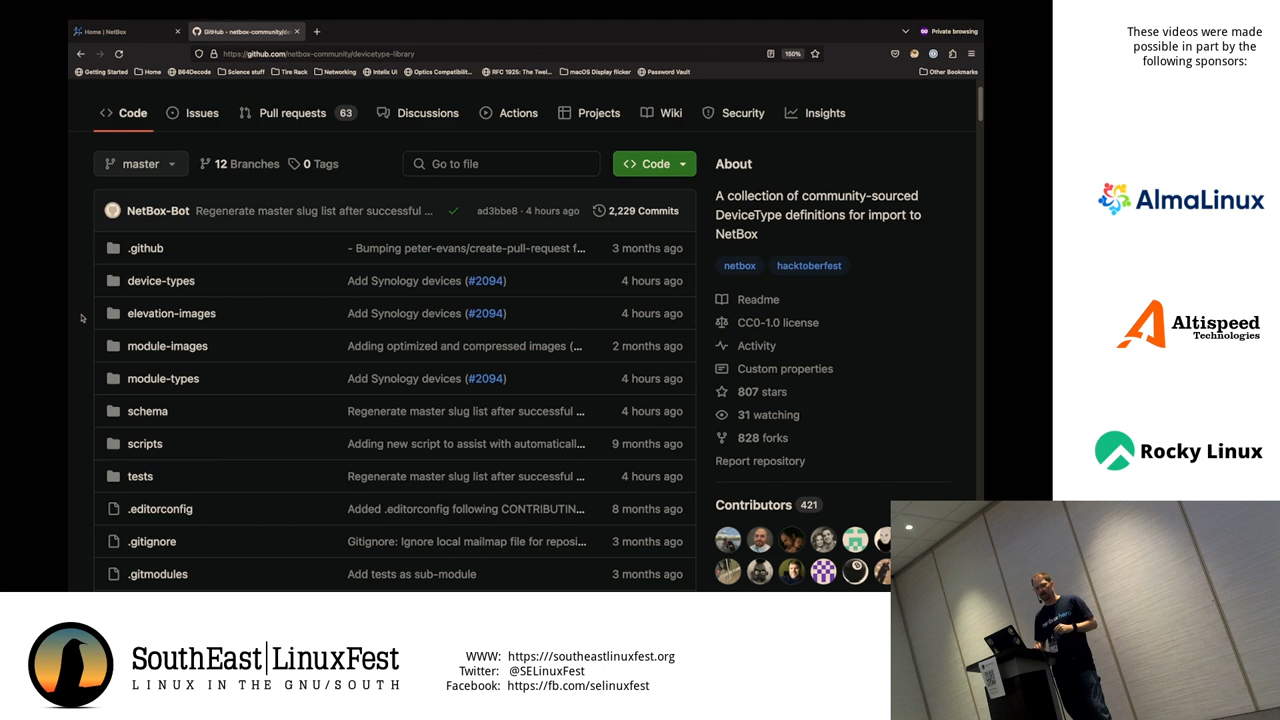 Home | NetBox
GitHub - netbox-community/de
Private browsing
https://github.com/netbox-community/devicetype-library
150%
Getting Started
Home
B64Decode
Science stuff
Tire Rack
Networking
Intelix UI
Optics Compatibilit...
RFC 1925: The Twel...
macOS Display flicker
Password Vault
Other Bookmarks
Code
Issues
Pull requests 63
Discussions
Actions
Projects
Wiki
Security
Insights
master
12 Branches
0 Tags
Go to file
Code
NetBox-Bot Regenerate master slug list after successful ... ad3bbe8 · 4 hours ago 2,229 Commits
.github - Bumping peter-evans/create-pull-request f... 3 months ago
device-types Add Synology devices (#2094) 4 hours ago
elevation-images Add Synology devices (#2094) 4 hours ago
module-images Adding optimized and compressed images (... 2 months ago
module-types Add Synology devices (#2094) 4 hours ago
schema Regenerate master slug list after successful ... 4 hours ago
scripts Adding new script to assist with automaticall... 9 months ago
tests Regenerate master slug list after successful ... 4 hours ago
.editorconfig Added .editorconfig following CONTRIBUTIN... 8 months ago
.gitignore Gitignore: Ignore local mailmap file for reposi... 3 months ago
.gitmodules Add tests as sub-module 3 months ago
About
A collection of community-sourced
DeviceType definitions for import to
NetBox
netbox hacktoberfest
Readme
CC0-1.0 license
Activity
Custom properties
807 stars
31 watching
828 forks
Report repository
Contributors 421
These videos were made
possible in part by the
following sponsors:
AlmaLinux
Altispeed
Technologies
Rocky Linux
SouthEast|LinuxFest
LINUX IN THE GNU/SOUTH
WWW: https:///southeastlinuxfest.org
Twitter: @SELinuxFest
Facebook: https://fb.com/selinuxfest